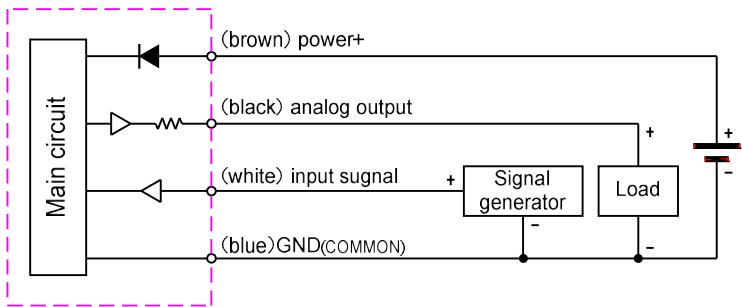 (brown) power+
(black) analog output
+
+
Main circuit
(white) input sugnal
+
Signal
generator
Load
−
−
−
(blue)GND(COMMON)